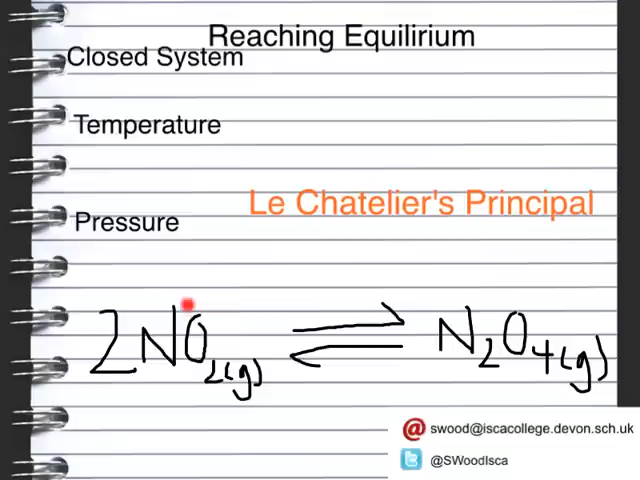 Reaching Equilirium
Closed System
Temperature
Le Chatelier's Principal
Pressure
2NO₂(g) ⇌ N₂O₄(g)
swood@iscacollege.devon.sch.uk
@SWoodIsca